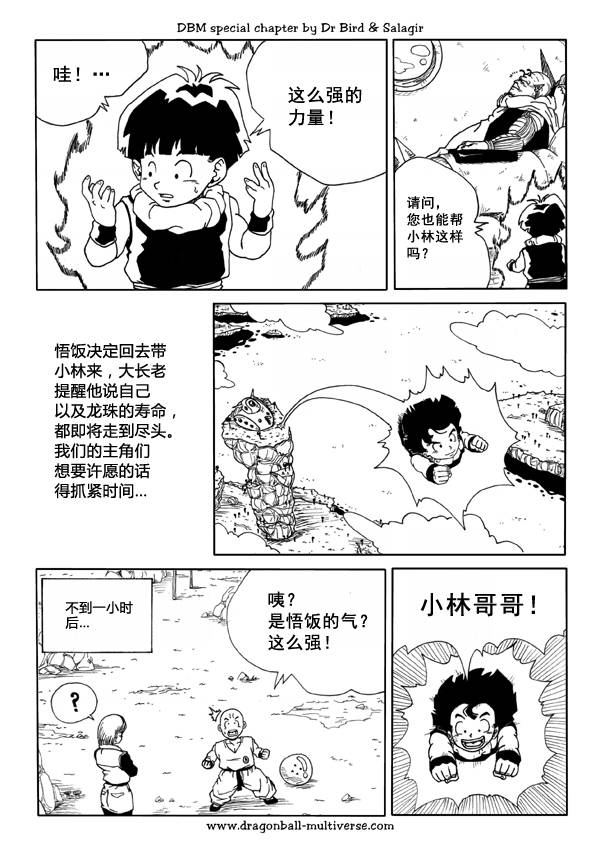 DBM special chapter by Dr Bird & Salagir
哇！…
这么强的
力量！
请问，
您也能帮
小林这样
吗？
悟饭决定回去带
小林来，大长老
提醒他说自己
以及龙珠的寿命，
都即将走到尽头。
我们的主角们
想要许愿的话
得抓紧时间...
不到一小时
后...
咦？
是悟饭的气？
这么强！
?
小林哥哥！
www.dragonball-multiverse.com